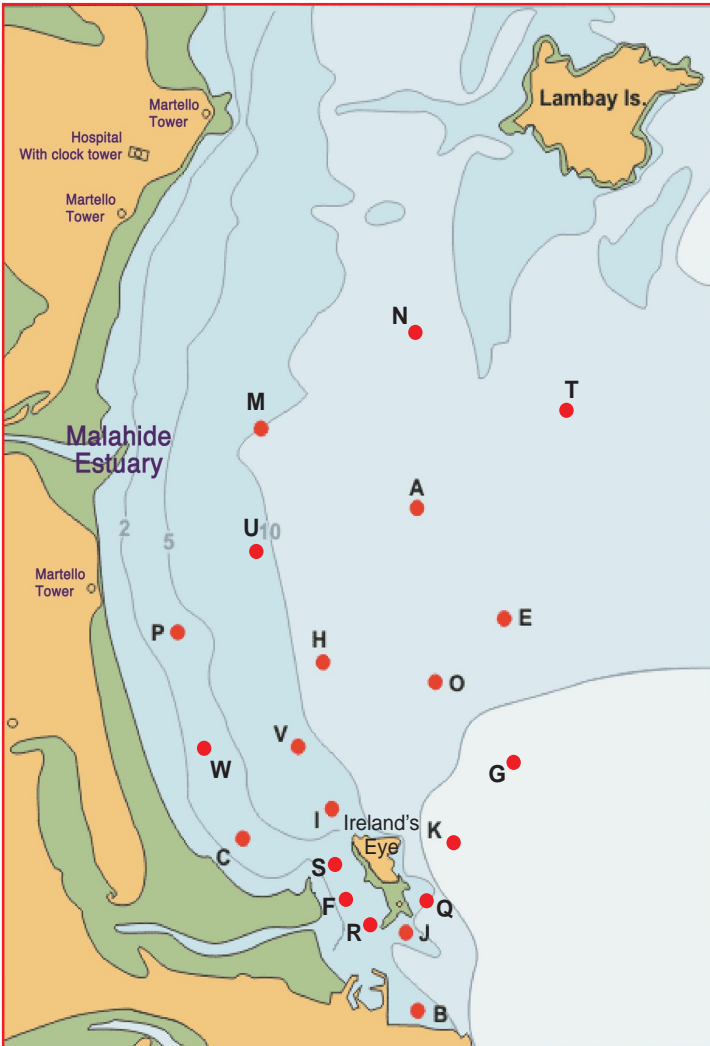 Lambay Is.
Martello
Tower
Hospital
With clock tower
Martello
Tower
N
T
M
Malahide
Estuary
A
2
5
U
10
Martello
Tower
P
E
H
O
V
W
G
I
Ireland's
Eye
K
C
S
F
Q
R
J
B